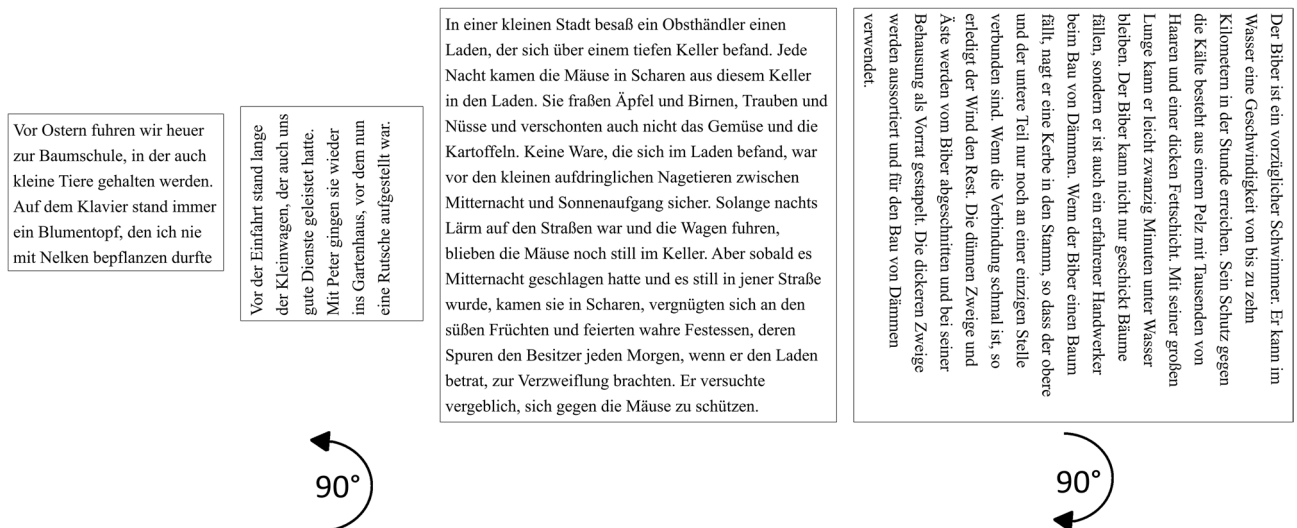 Vor Ostern fuhren wir heuer
zur Baumschule, in der auch
kleine Tiere gehalten werden.
Auf dem Klavier stand immer
ein Blumentopf, den ich nie
mit Nelken bepflanzen durfte
Vor der Einfahrt stand lange
der Kleinwagen, der auch uns
gute Dienste geleistet hatte.
Mit Peter gingen sie wieder
ins Gartenhaus, vor dem nun
eine Rutsche aufgestellt war.
In einer kleinen Stadt besaß ein Obsthändler einen
Laden, der sich über einem tiefen Keller befand. Jede
Nacht kamen die Mäuse in Scharen aus diesem Keller
in den Laden. Sie fraßen Äpfel und Birnen, Trauben und
Nüsse und verschonten auch nicht das Gemüse und die
Kartoffeln. Keine Ware, die sich im Laden befand, war
vor den kleinen aufdringlichen Nagetieren zwischen
Mitternacht und Sonnenaufgang sicher. Solange nachts
Lärm auf den Straßen war und die Wagen fuhren,
blieben die Mäuse noch still im Keller. Aber sobald es
Mitternacht geschlagen hatte und es still in jener Straße
wurde, kamen sie in Scharen, vergnügten sich an den
süßen Früchten und feierten wahre Festessen, deren
Spuren den Besitzer jeden Morgen, wenn er den Laden
betrat, zur Verzweiflung brachten. Er versuchte
vergeblich, sich gegen die Mäuse zu schützen.
Der Biber ist ein vorzüglicher Schwimmer. Er kann im
Wasser eine Geschwindigkeit von bis zu zehn
Kilometern in der Stunde erreichen. Sein Schutz gegen
die Kälte besteht aus einem Pelz mit Tausenden von
Haaren und einer dicken Fettschicht. Mit seiner großen
Lunge kann er leicht zwanzig Minuten unter Wasser
bleiben. Der Biber kann nicht nur geschickt Bäume
fällen, sondern er ist auch ein erfahrener Handwerker
beim Bau von Dämmen. Wenn der Biber einen Baum
fällt, nagt er eine Kerbe in den Stamm, so dass der obere
und der untere Teil nur noch an einer einzigen Stelle
verbunden sind. Wenn die Verbindung schmal ist, so
erledigt der Wind den Rest. Die dünnen Zweige und
Äste werden vom Biber abgeschnitten und bei seiner
Behausung als Vorrat gestapelt. Die dickeren Zweige
werden aussortiert und für den Bau von Dämmen
verwendet.
90°
90°